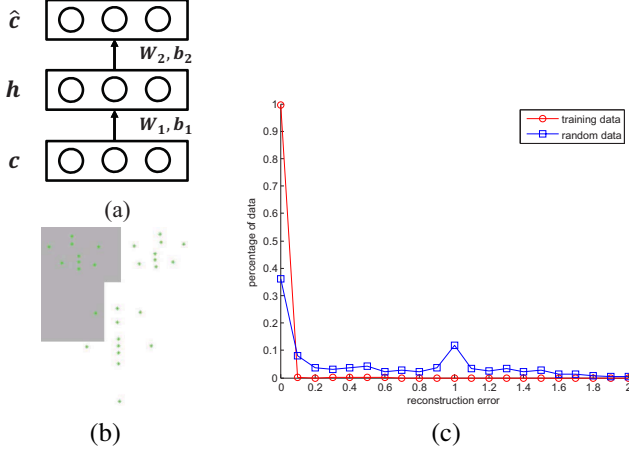 ĉ
W₂, b₂
h
W₁, b₁
c
(a)
(b)
training data
random data
percentage of data
1
0.9
0.8
0.7
0.6
0.5
0.4
0.3
0.2
0.1
0
0 0.2 0.4 0.6 0.8 1 1.2 1.4 1.6 1.8 2
reconstruction error
(c)